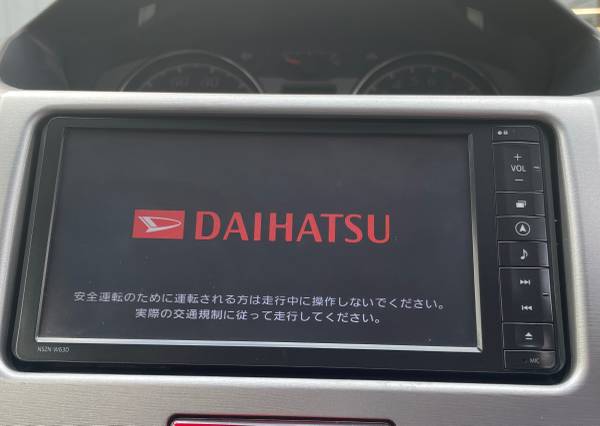 DAIHATSU
安全運転のために運転される方は走行中に操作しないでください。
実際の交通規制に従って走行してください。
NSZN-W63D
+
VOL
−
MIC